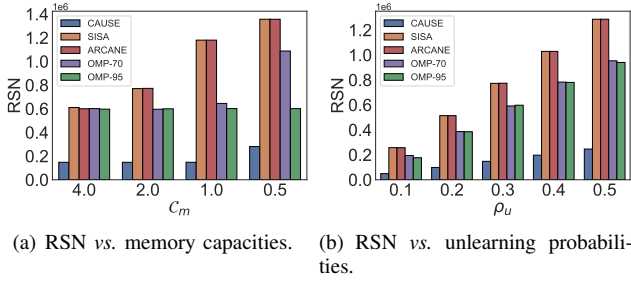 1e6
1.4
1.2
1.0
0.8
0.6
0.4
0.2
0.0
RSN
CAUSE
SISA
ARCANE
OMP-70
OMP-95
4.0 2.0 1.0 0.5
𝒞m
(a) RSN vs. memory capacities.
1e6
1.2
1.0
0.8
0.6
0.4
0.2
0.0
RSN
CAUSE
SISA
ARCANE
OMP-70
OMP-95
0.1 0.2 0.3 0.4 0.5
ρu
(b) RSN vs. unlearning probabili-
ties.